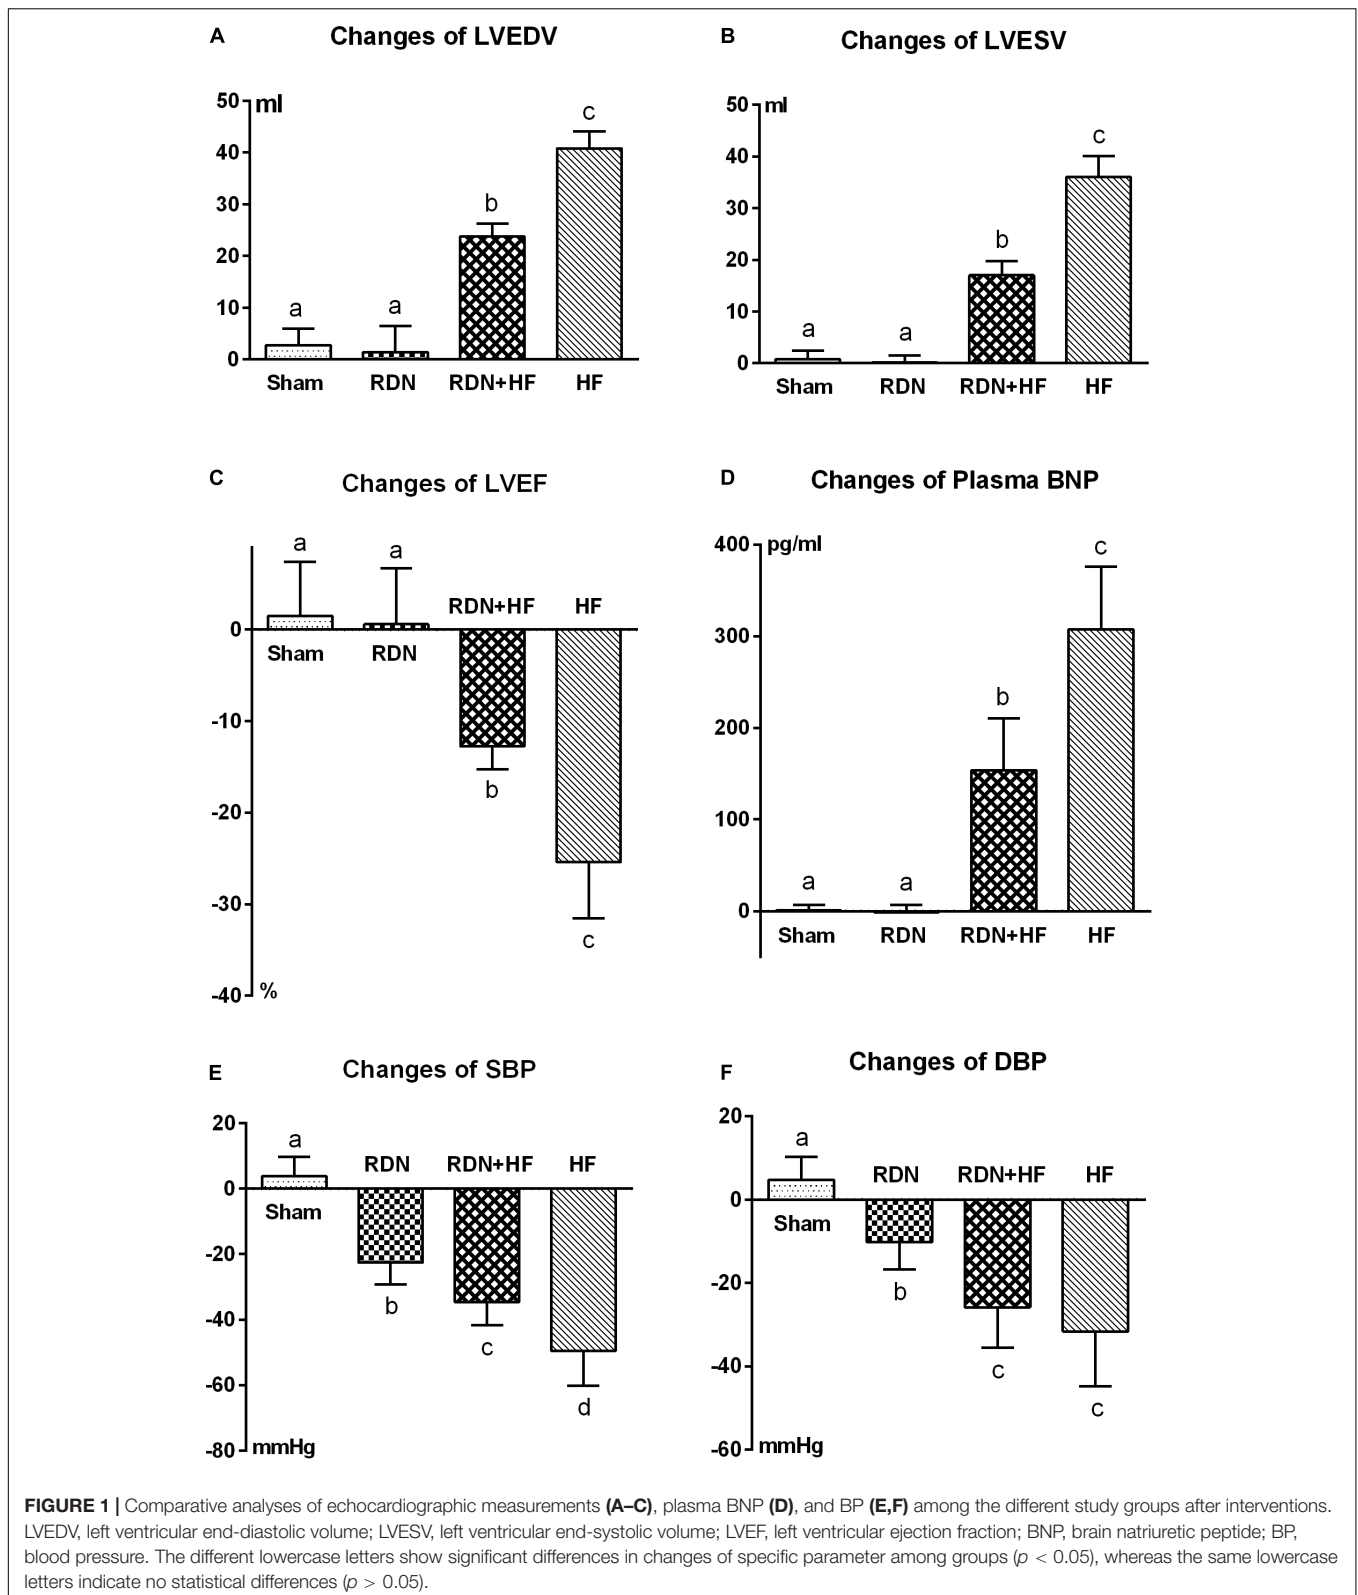 A
Changes of LVEDV
50
ml
40
30
20
10
0
a
a
b
c
Sham
RDN
RDN+HF
HF
B
Changes of LVESV
50
ml
40
30
20
10
0
a
a
b
c
Sham
RDN
RDN+HF
HF
C
Changes of LVEF
a
a
RDN+HF
HF
0
Sham
RDN
-10
-20
-30
-40
%
b
c
D
Changes of Plasma BNP
400
pg/ml
300
200
100
0
a
a
b
c
Sham
RDN
RDN+HF
HF
E
Changes of SBP
20
a
RDN
RDN+HF
HF
0
Sham
-20
-40
-60
-80
mmHg
b
c
d
F
Changes of DBP
20
a
RDN
RDN+HF
HF
0
Sham
-20
-40
-60
mmHg
b
c
c
FIGURE 1 | Comparative analyses of echocardiographic measurements (A–C), plasma BNP (D), and BP (E,F) among the different study groups after interventions.
LVEDV, left ventricular end-diastolic volume; LVESV, left ventricular end-systolic volume; LVEF, left ventricular ejection fraction; BNP, brain natriuretic peptide; BP,
blood pressure. The different lowercase letters show significant differences in changes of specific parameter among groups (p < 0.05), whereas the same lowercase
letters indicate no statistical differences (p > 0.05).